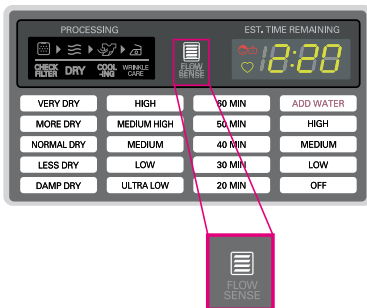 PROCESSING
EST. TIME REMAINING
CHECK FILTER
DRY
COOL -ING
WRINKLE CARE
FLOW SENSE
2:20
VERY DRY HIGH 60 MIN ADD WATER
MORE DRY MEDIUM HIGH 50 MIN HIGH
NORMAL DRY MEDIUM 40 MIN MEDIUM
LESS DRY LOW 30 MIN LOW
DAMP DRY ULTRA LOW 20 MIN OFF
FLOW
SENSE